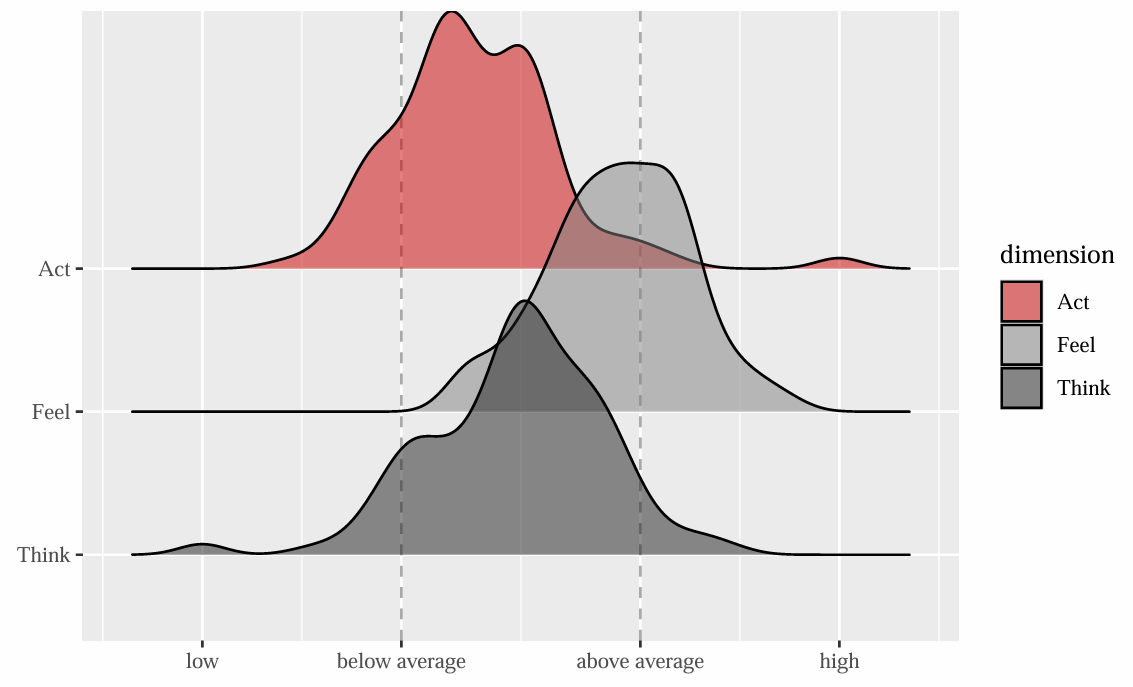 dimension
Act
Feel
Think
Act
Feel
Think
low
below average
above average
high